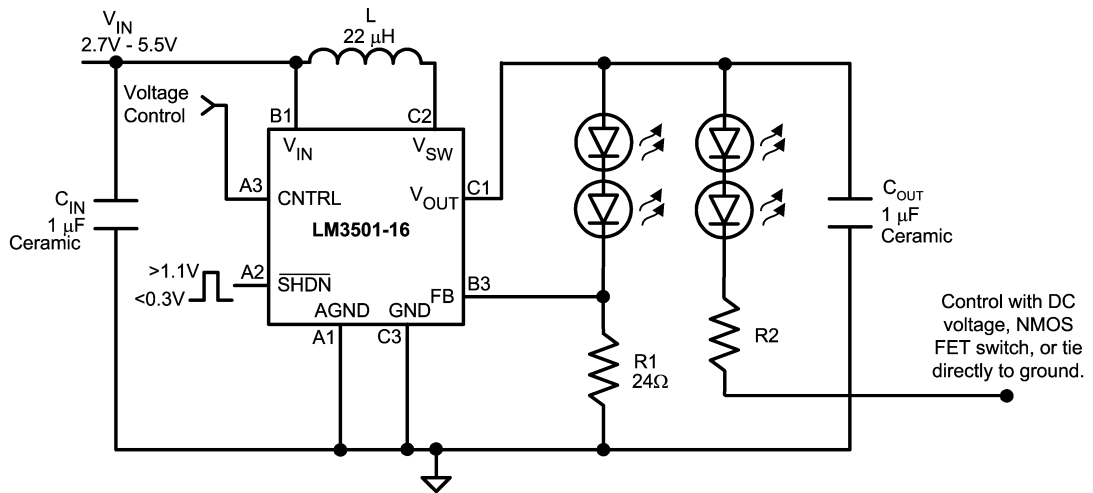 V_IN
2.7V - 5.5V
L
22 μH
Voltage
Control
B1
C2
V_IN
V_SW
A3
CNTRL
C1
V_OUT
LM3501-16
C_IN
1 μF
Ceramic
C_OUT
1 μF
Ceramic
>1.1V
<0.3V
A2
SHDN
B3
FB
AGND
GND
A1
C3
R1
24Ω
R2
Control with DC
voltage, NMOS
FET switch, or tie
directly to ground.